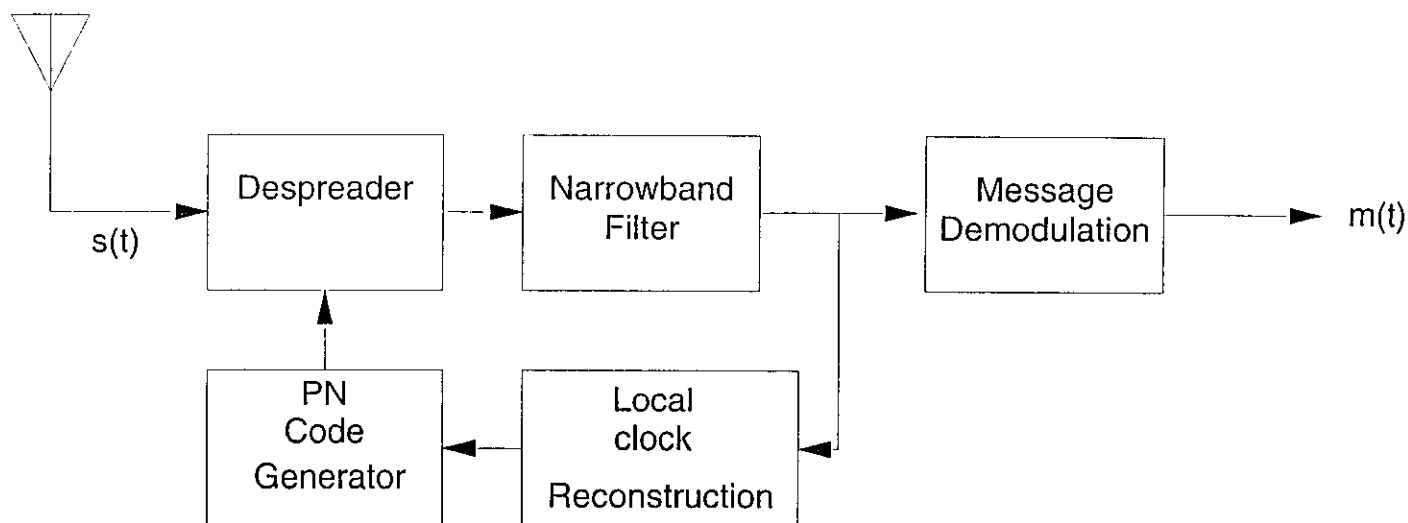 Despreader
Narrowband
Filter
Message
Demodulation
s(t)
m(t)
PN
Code
Generator
Local
clock
Reconstruction